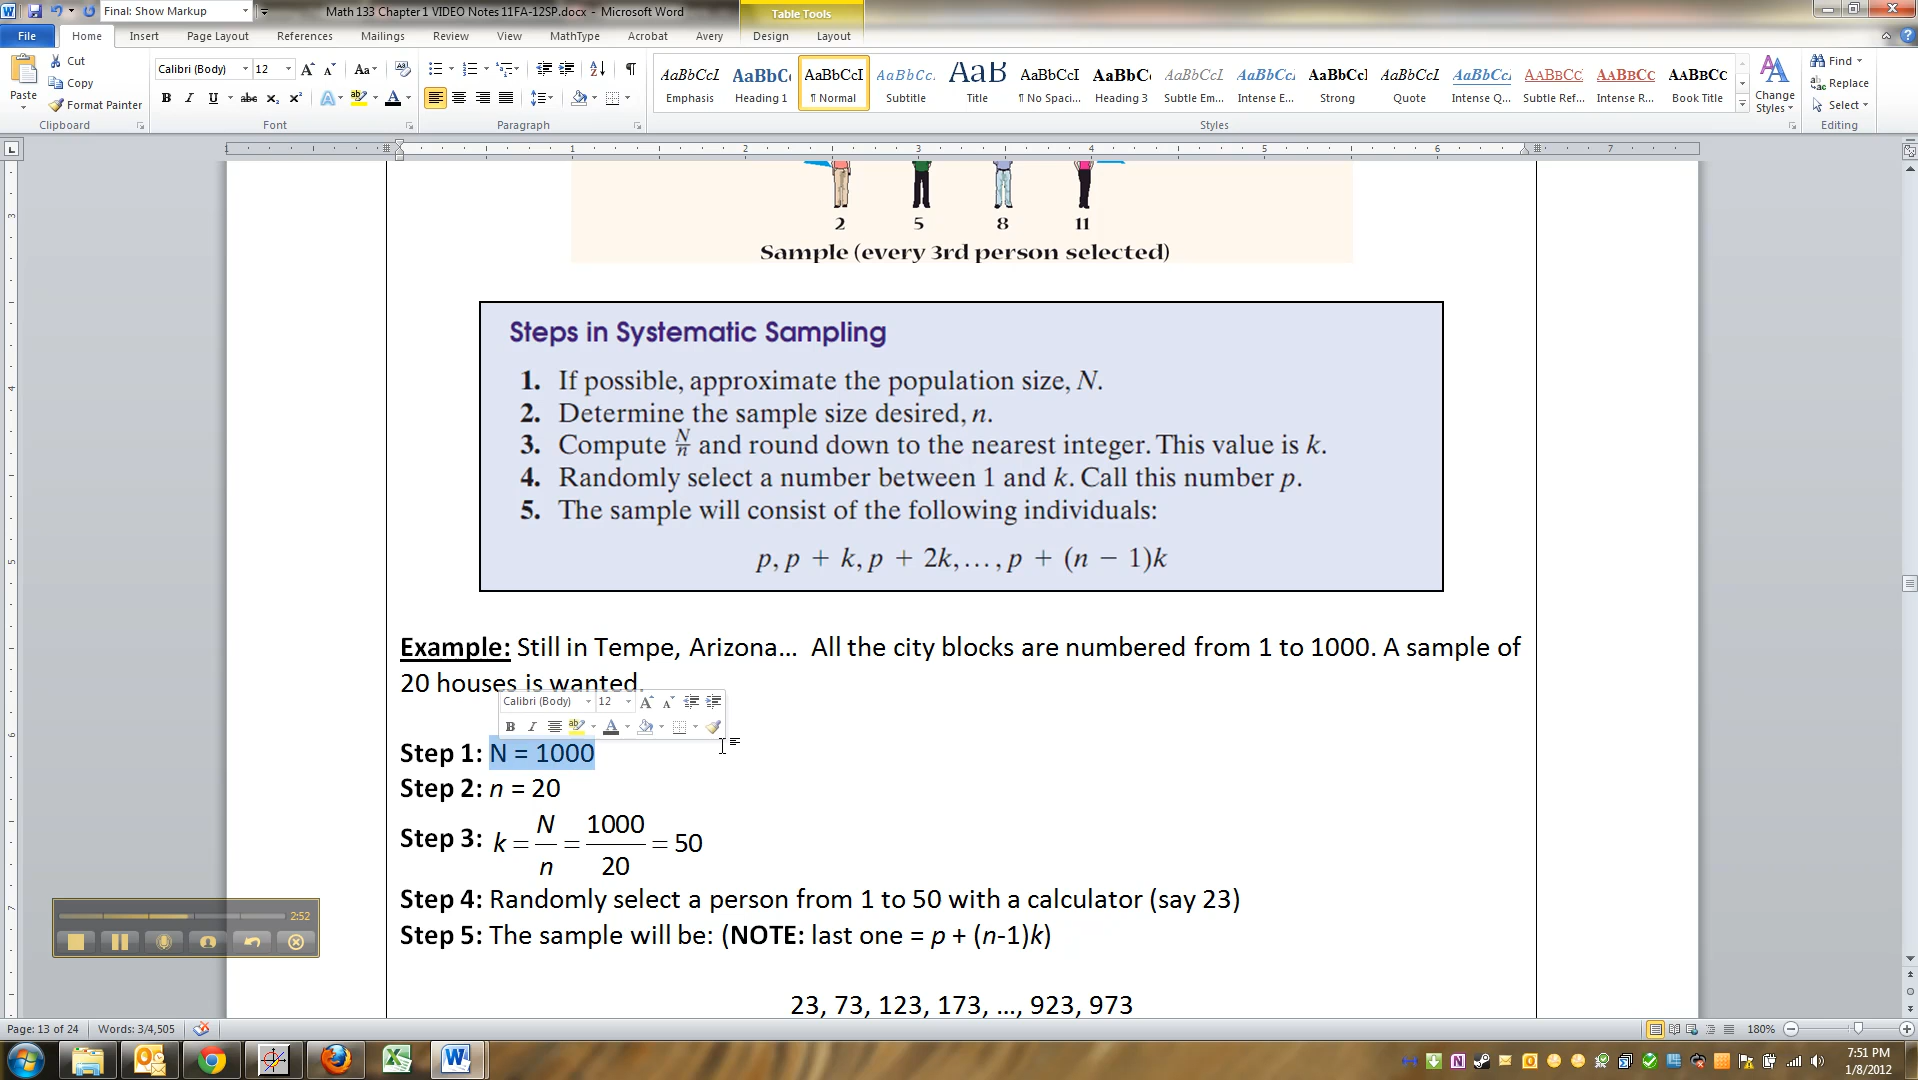 Final: Show Markup
Math 133 Chapter 1 VIDEO Notes 11FA-12SP.docx - Microsoft Word
Table Tools
File Home Insert Page Layout References Mailings Review View MathType Acrobat Avery Design Layout
Paste
Cut
Copy
Format Painter
Clipboard
Calibri (Body) 12
Font
Paragraph
AaBbCcI AaBbC AaBbCcI AaBbCc. AaB AaBbCcI AaBbC AaBbCcI AaBbCc. AaBbCcI AaBbCcI AaBbCc. AABBCC AABBCC AABBCC
Emphasis Heading 1 ¶ Normal Subtitle Title ¶ No Spaci... Heading 3 Subtle Em... Intense E... Strong Quote Intense Q... Subtle Ref... Intense R... Book Title
Change Styles
Styles
Find
Replace
Select
Editing
1 1 2 3 4 5 6 7
2 5 8 11
Sample (every 3rd person selected)
Steps in Systematic Sampling
1. If possible, approximate the population size, N.
2. Determine the sample size desired, n.
3. Compute N/n and round down to the nearest integer. This value is k.
4. Randomly select a number between 1 and k. Call this number p.
5. The sample will consist of the following individuals:
p, p + k, p + 2k, ..., p + (n − 1)k
Example: Still in Tempe, Arizona... All the city blocks are numbered from 1 to 1000. A sample of
20 houses is wanted.
Calibri (Body) 12
Step 1: N = 1000
Step 2: n = 20
Step 3: k = N/n = 1000/20 = 50
Step 4: Randomly select a person from 1 to 50 with a calculator (say 23)
Step 5: The sample will be: (NOTE: last one = p + (n-1)k)
23, 73, 123, 173, ..., 923, 973
2:52
Page: 13 of 24 Words: 3/4,505
180%
7:51 PM
1/8/2012